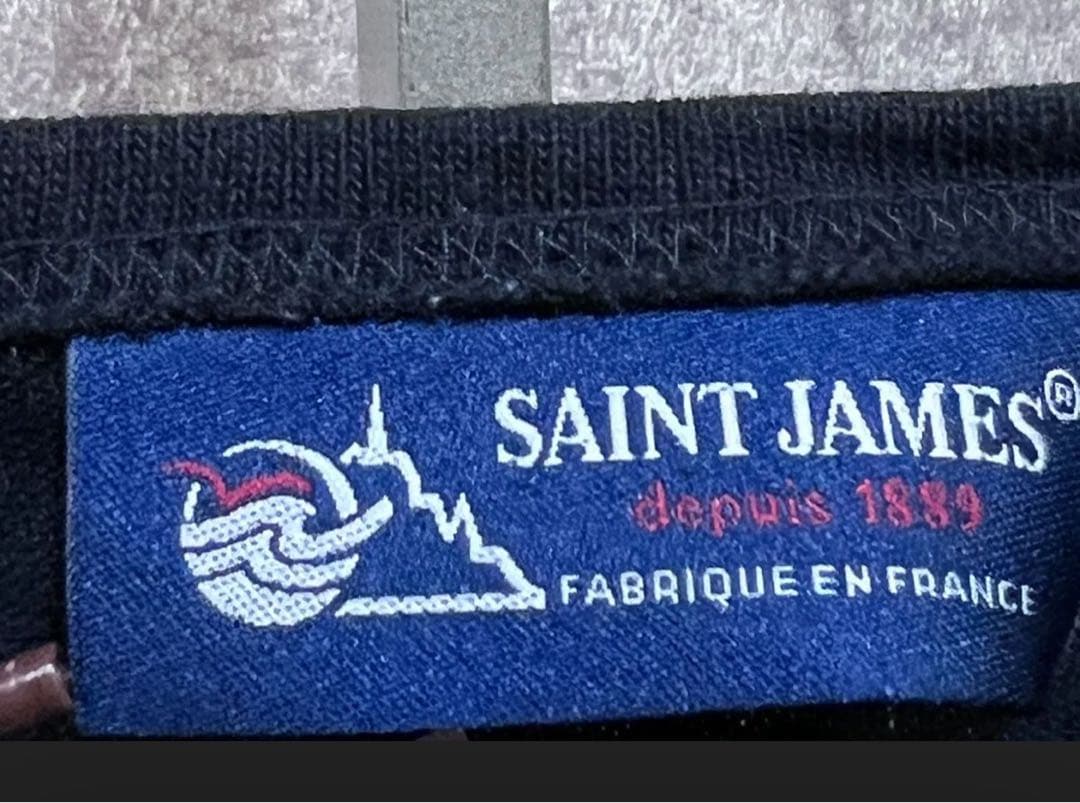 SAINT JAMES®
depuis 1889
FABRIQUE EN FRANCE